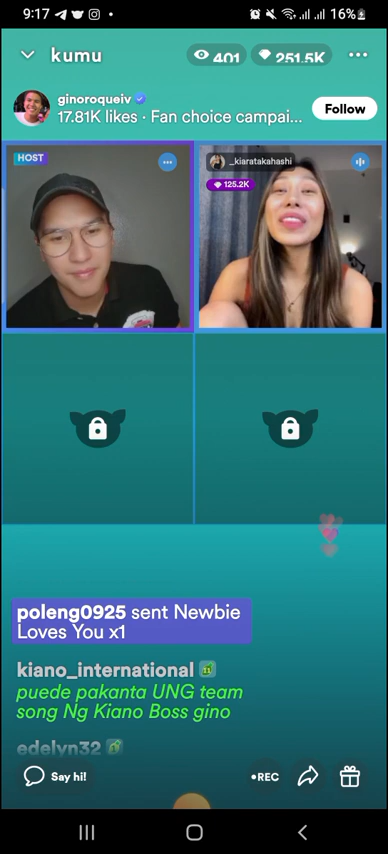 9:17 16%
kumu 401 251.5K
ginoroqueiv
17.81K likes · Fan choice campai...
Follow
HOST
_kiaratakahashi
125.2K
poleng0925 sent Newbie
Loves You x1
kiano_international
puede pakanta UNG team
song Ng Kiano Boss gino
edelyn32
Say hi!
•REC